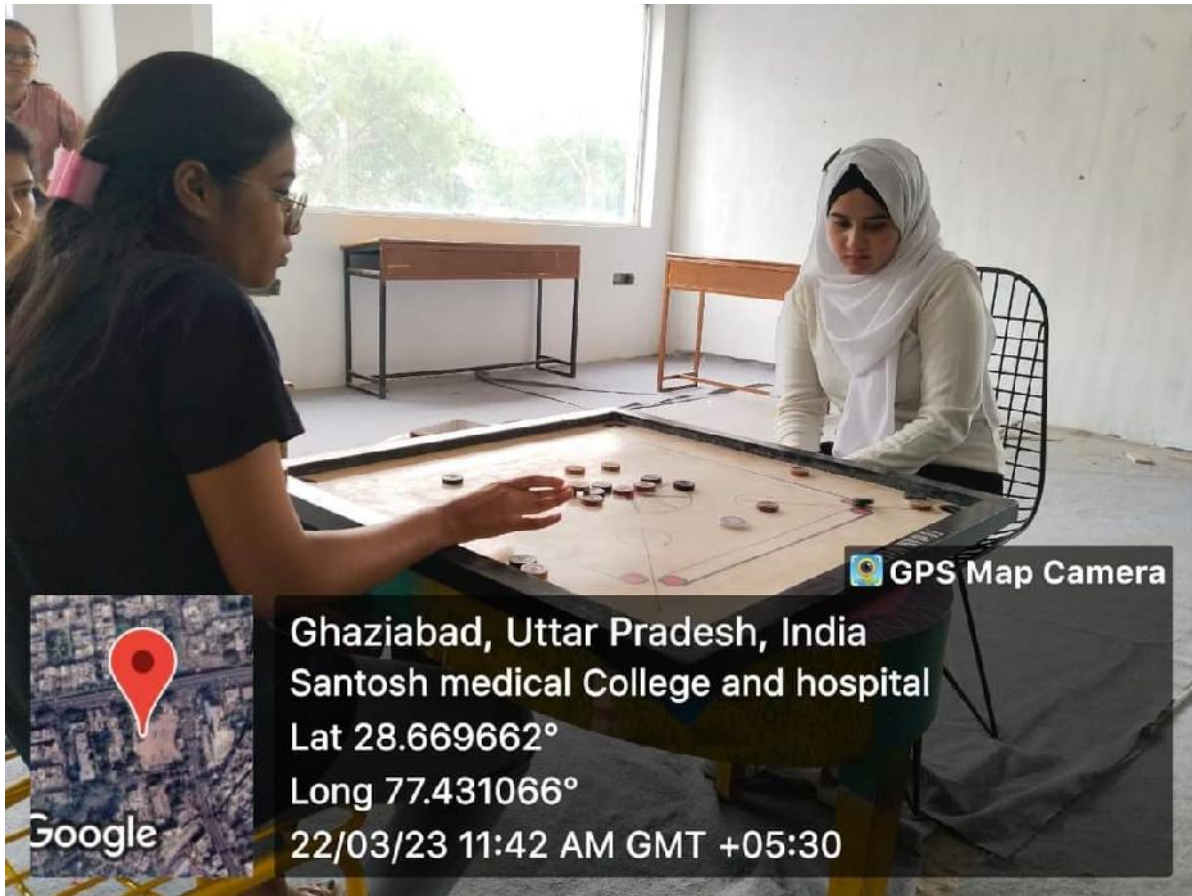 GPS Map Camera
Ghaziabad, Uttar Pradesh, India
Santosh medical College and hospital
Lat 28.669662°
Long 77.431066°
22/03/23 11:42 AM GMT +05:30
Google